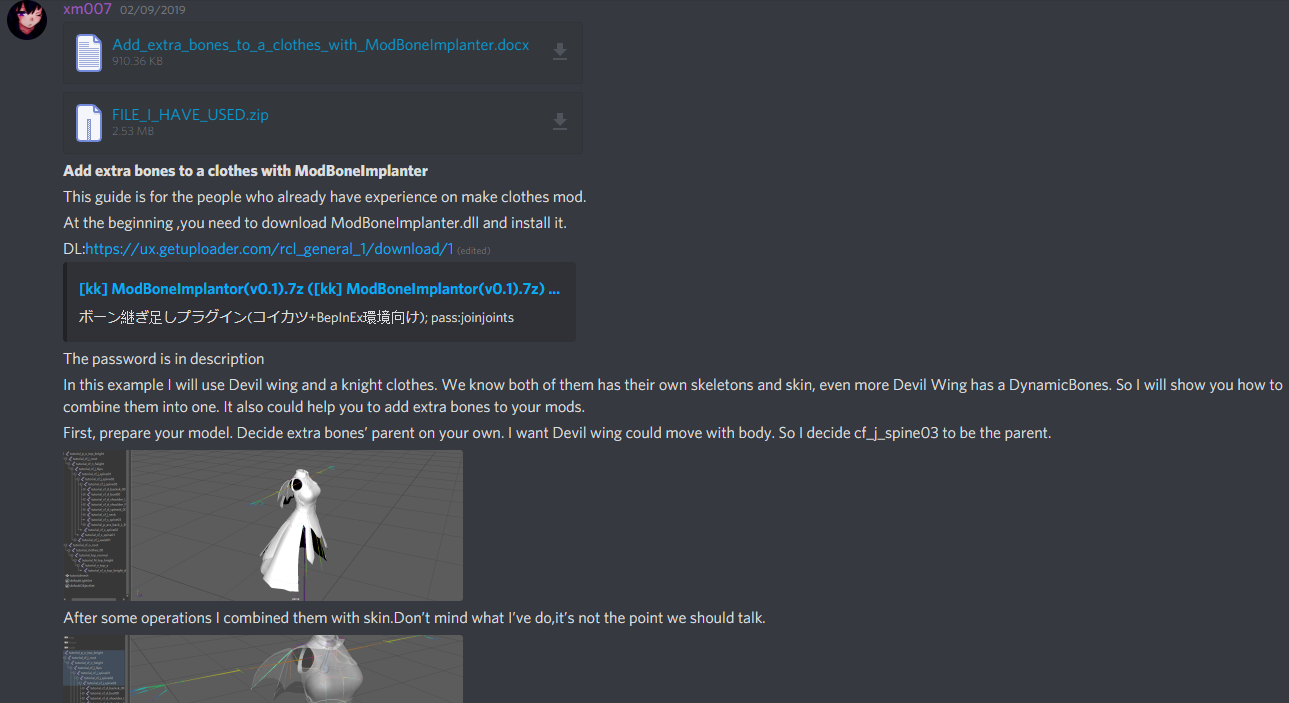 xm007 02/09/2019
Add_extra_bones_to_a_clothes_with_ModBoneImplanter.docx
910.36 KB
FILE_I_HAVE_USED.zip
2.53 MB
Add extra bones to a clothes with ModBoneImplanter
This guide is for the people who already have experience on make clothes mod.
At the beginning ,you need to download ModBoneImplanter.dll and install it.
DL:https://ux.getuploader.com/rcl_general_1/download/1 (edited)
[kk] ModBoneImplantor(v0.1).7z ([kk] ModBoneImplantor(v0.1).7z) ...
ボーン継ぎ足しプラグイン(コイカツ+BepInEx環境向け); pass:joinjoints
The password is in description
In this example I will use Devil wing and a knight clothes. We know both of them has their own skeletons and skin, even more Devil Wing has a DynamicBones. So I will show you how to
combine them into one. It also could help you to add extra bones to your mods.
First, prepare your model. Decide extra bones’ parent on your own. I want Devil wing could move with body. So I decide cf_j_spine03 to be the parent.
After some operations I combined them with skin.Don’t mind what I’ve do,it’s not the point we should talk.